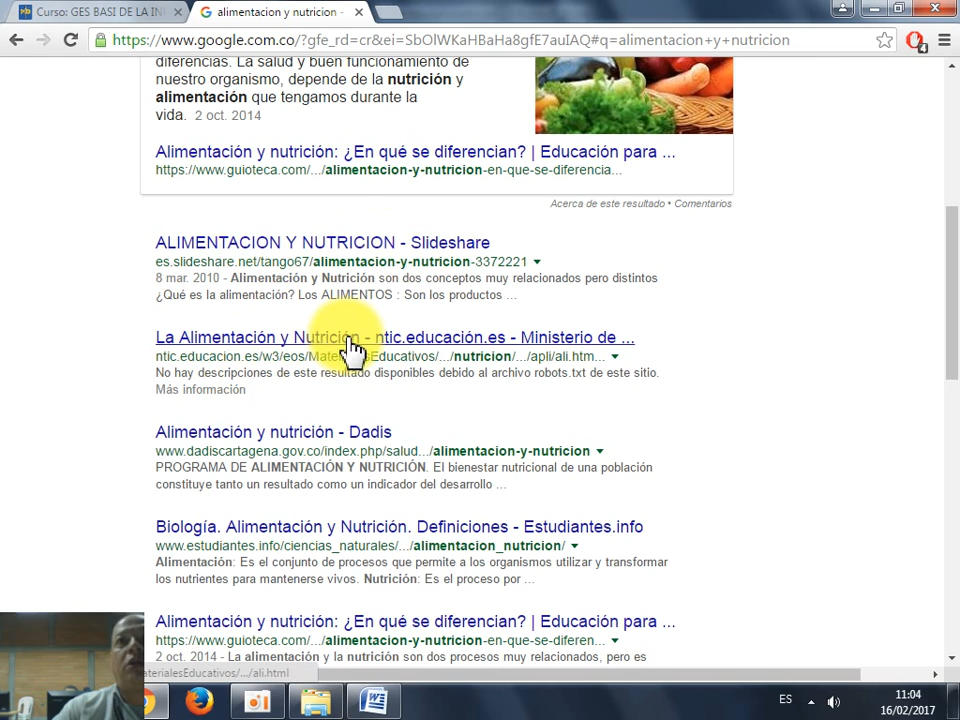 Curso: GES BASI DE LA IN
alimentacion y nutricion -
https://www.google.com.co/?gfe_rd=cr&ei=SbOlWKaHBaHa8gfE7auIAQ#q=alimentacion+y+nutricion
4
diferencias. La salud y buen funcionamiento de
nuestro organismo, depende de la nutrición y
alimentación que tengamos durante la
vida. 2 oct. 2014
Alimentación y nutrición: ¿En qué se diferencian? | Educación para ...
https://www.guioteca.com/.../alimentacion-y-nutricion-en-que-se-diferencia...
Acerca de este resultado • Comentarios
ALIMENTACION Y NUTRICION - Slideshare
es.slideshare.net/tango67/alimentacion-y-nutricion-3372221
8 mar. 2010 - Alimentación y Nutrición son dos conceptos muy relacionados pero distintos
¿Qué es la alimentación? Los ALIMENTOS : Son los productos ...
La Alimentación y Nutrición - ntic.educación.es - Ministerio de ...
ntic.educacion.es/w3/eos/MaterialesEducativos/.../nutricion/.../apli/ali.htm...
No hay descripciones de este resultado disponibles debido al archivo robots.txt de este sitio.
Más información
Alimentación y nutrición - Dadis
www.dadiscartagena.gov.co/index.php/salud.../alimentacion-y-nutricion
PROGRAMA DE ALIMENTACIÓN Y NUTRICIÓN. El bienestar nutricional de una población
constituye tanto un resultado como un indicador del desarrollo ...
Biología. Alimentación y Nutrición. Definiciones - Estudiantes.info
www.estudiantes.info/ciencias_naturales/.../alimentacion_nutricion/
Alimentación: Es el conjunto de procesos que permite a los organismos utilizar y transformar
los nutrientes para mantenerse vivos. Nutrición: Es el proceso por ...
Alimentación y nutrición: ¿En qué se diferencian? | Educación para ...
https://www.guioteca.com/.../alimentacion-y-nutricion-en-que-se-diferen...
2 oct. 2014 - La alimentación y la nutrición son dos procesos muy relacionados, pero es
aterialesEducativos/.../ali.html
ES
11:04
16/02/2017